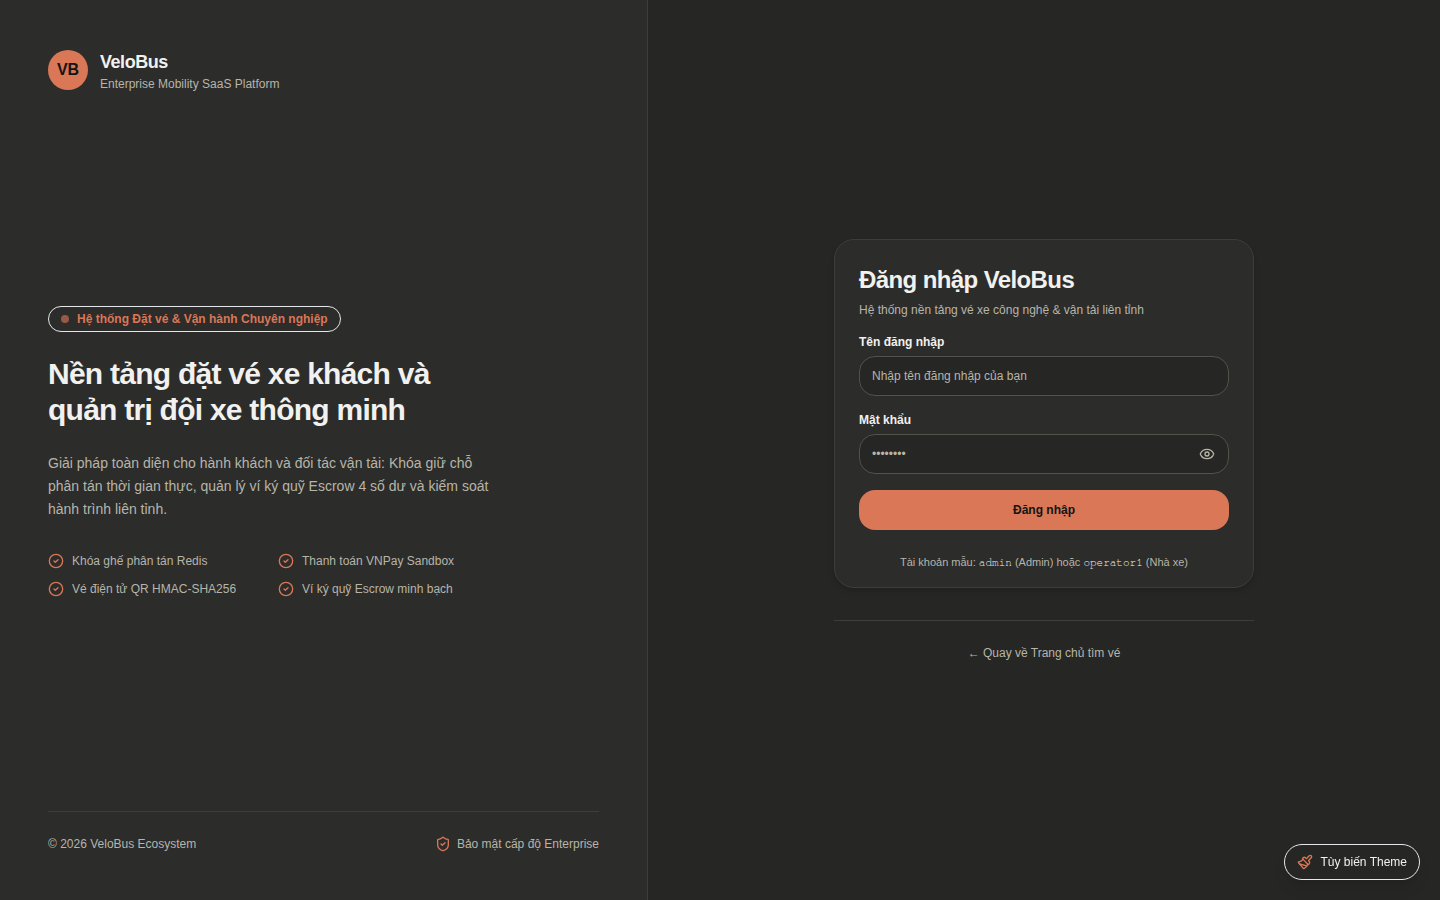 VB
VeloBus
Enterprise Mobility SaaS Platform
Hệ thống Đặt vé & Vận hành Chuyên nghiệp
Nền tảng đặt vé xe khách và
quản trị đội xe thông minh
Giải pháp toàn diện cho hành khách và đối tác vận tải: Khóa giữ chỗ
phân tán thời gian thực, quản lý ví ký quỹ Escrow 4 số dư và kiểm soát
hành trình liên tỉnh.
Khóa ghế phân tán Redis
Thanh toán VNPay Sandbox
Vé điện tử QR HMAC-SHA256
Ví ký quỹ Escrow minh bạch
© 2026 VeloBus Ecosystem
Bảo mật cấp độ Enterprise
Đăng nhập VeloBus
Hệ thống nền tảng vé xe công nghệ & vận tải liên tỉnh
Tên đăng nhập
Nhập tên đăng nhập của bạn
Mật khẩu
••••••••
Đăng nhập
Tài khoản mẫu: admin (Admin) hoặc operator1 (Nhà xe)
← Quay về Trang chủ tìm vé
Tùy biến Theme